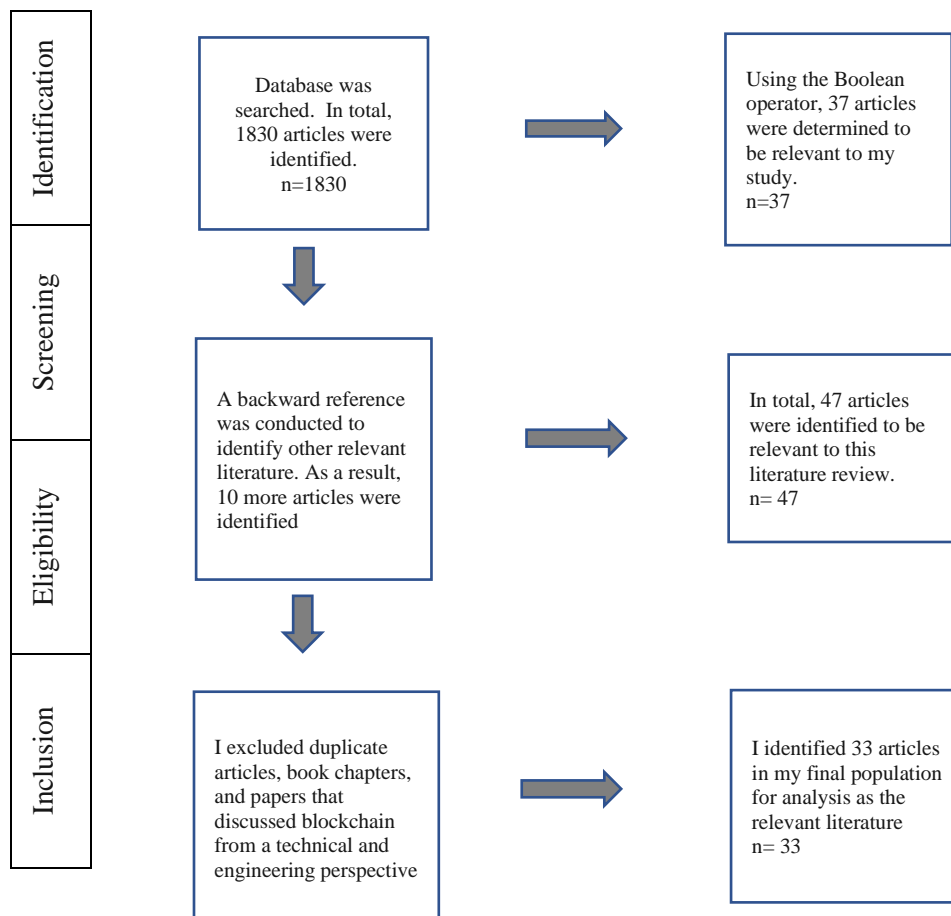 Identification
Database was
searched.  In total,
1830 articles were
identified.
n=1830
Using the Boolean
operator, 37 articles
were determined to
be relevant to my
study.
n=37
Screening
Eligibility
A backward reference
was conducted to
identify other relevant
literature. As a result,
10 more articles were
identified
In total, 47 articles
were identified to be
relevant to this
literature review.
n= 47
Inclusion
I excluded duplicate
articles, book chapters,
and papers that
discussed blockchain
from a technical and
engineering perspective
I identified 33 articles
in my final population
for analysis as the
relevant literature
n= 33